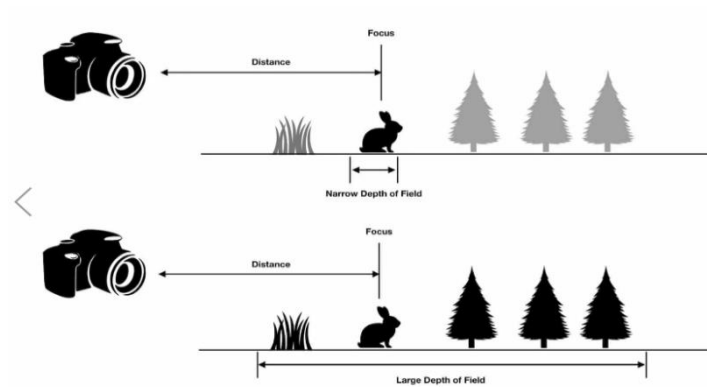 Focus
Distance
Narrow Depth of Field
Focus
Distance
Large Depth of Field